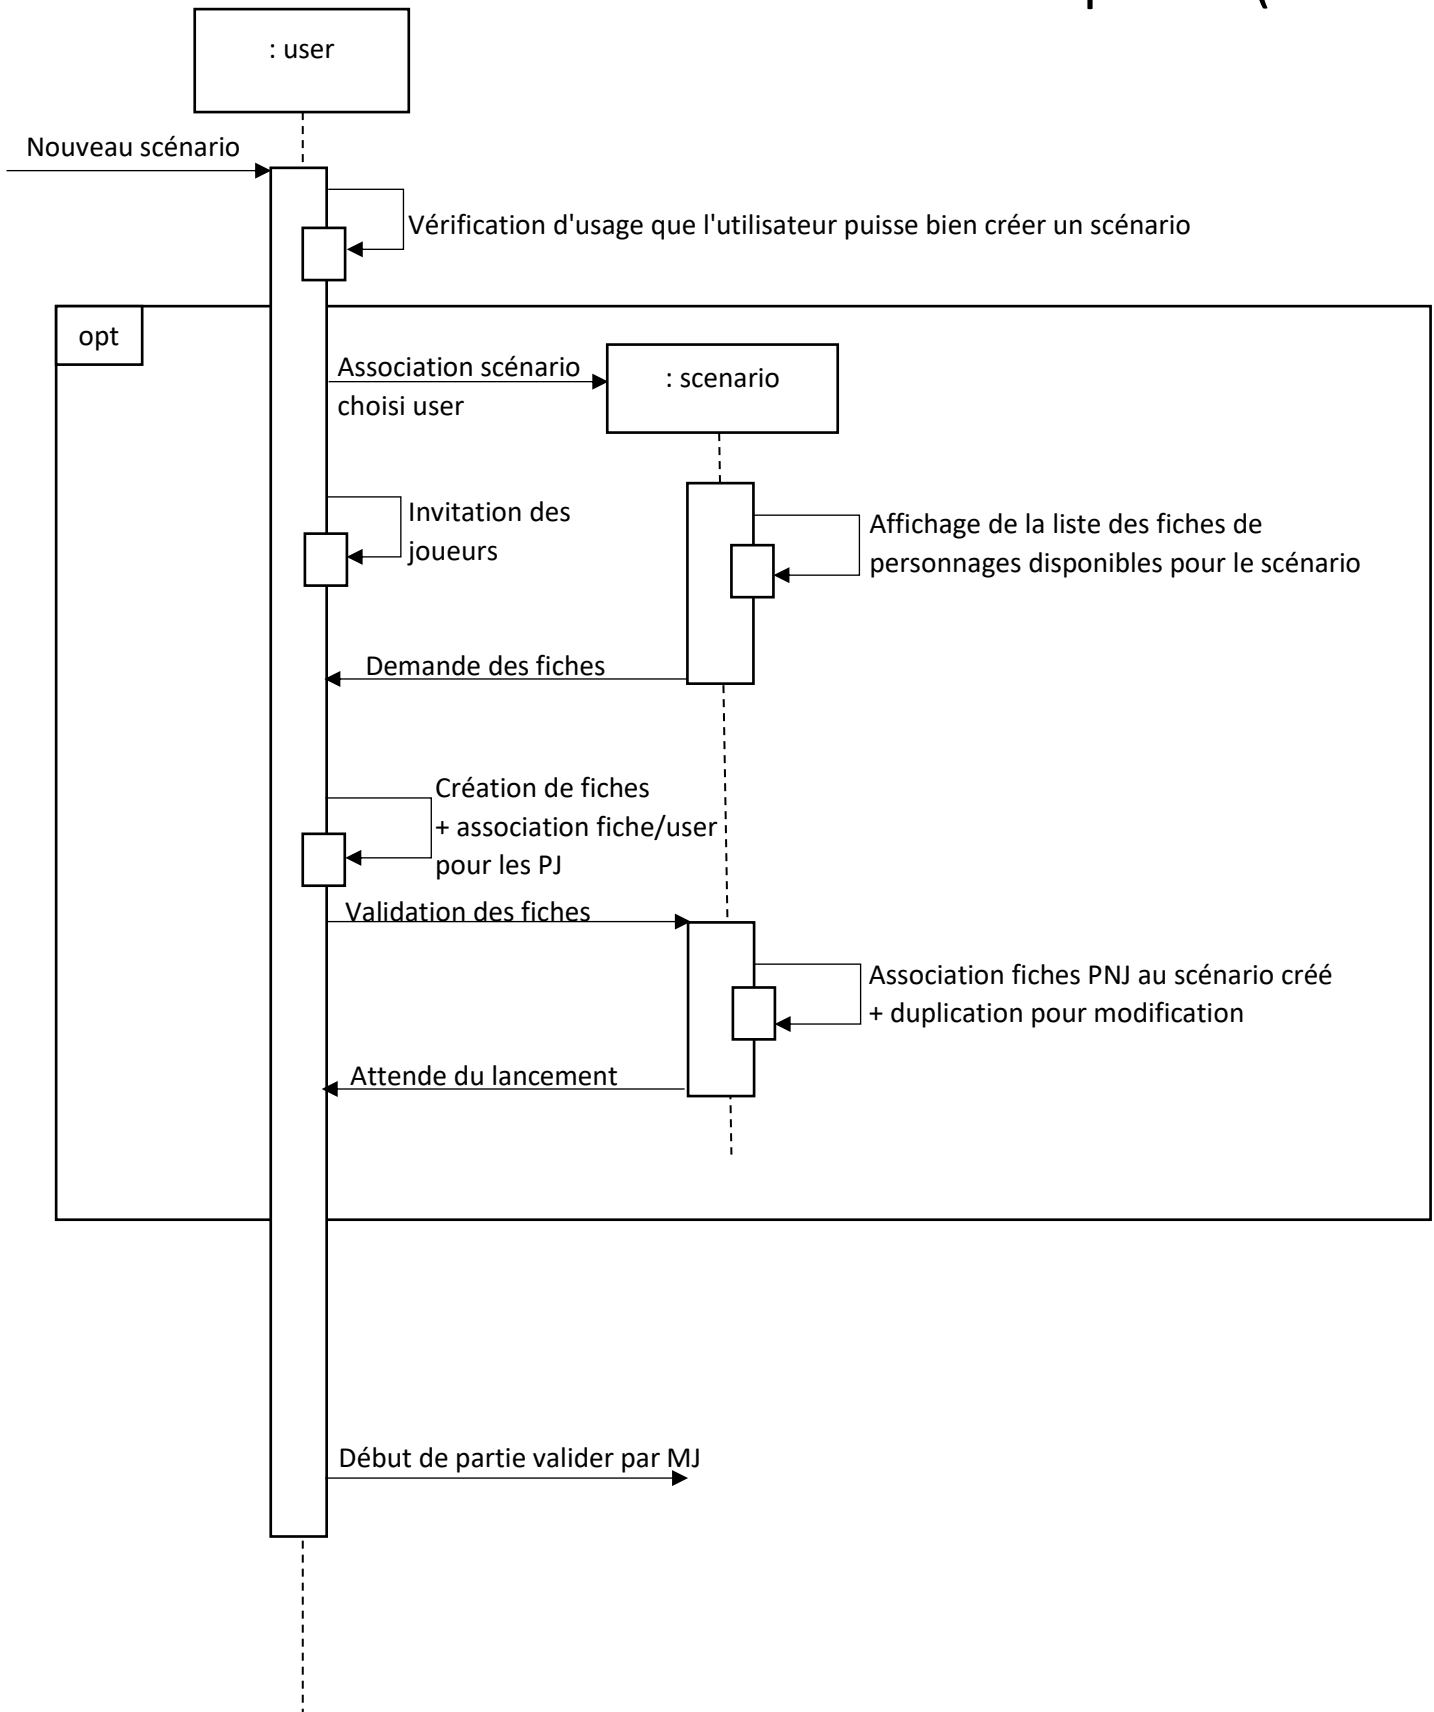 : user
Nouveau scénario
Vérification d'usage que l'utilisateur puisse bien créer un scénario
opt
Association scénario
choisi user
: scenario
Invitation des
joueurs
Affichage de la liste des fiches de
personnages disponibles pour le scénario
Demande des fiches
Création de fiches
+ association fiche/user
pour les PJ
Validation des fiches
Association fiches PNJ au scénario créé
+ duplication pour modification
Attende du lancement
Début de partie valider par MJ